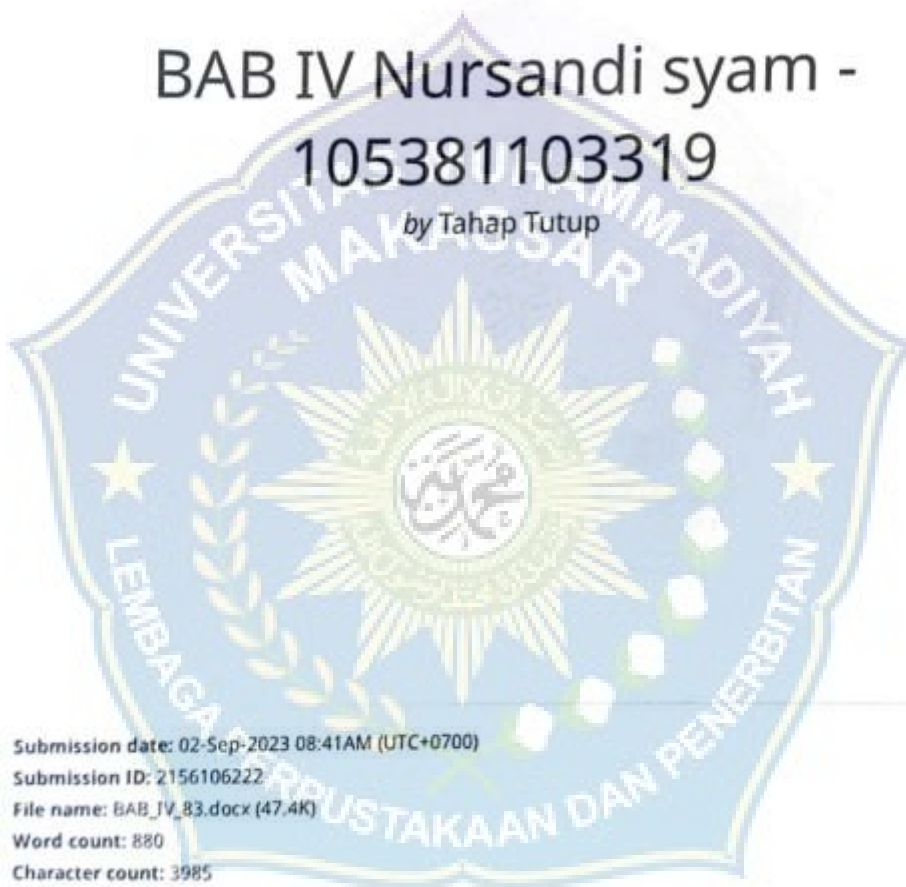 BAB IV Nursandi syam -
105381103319
by Tahap Tutup
UNIVERSITAS MUHAMMADIYAH
MAKASSAR
LEMBAGA PERPUSTAKAAN DAN PENERBITAN
Submission date: 02-Sep-2023 08:41AM (UTC+0700)
Submission ID: 2156106222
File name: BAB_IV_83.docx (47.4K)
Word count: 880
Character count: 3985